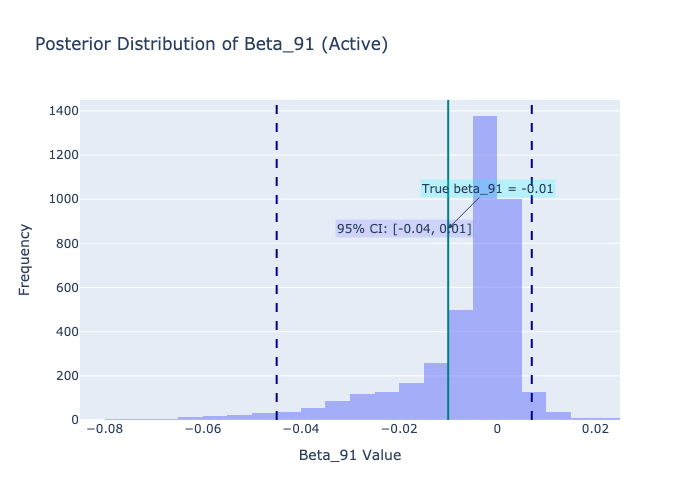 Posterior Distribution of Beta_91 (Active)
1400
1200
1000
800
600
400
200
0
Frequency
True beta_91 = -0.01
95% CI: [-0.04, 0.01]
−0.08
−0.06
−0.04
−0.02
0
0.02
Beta_91 Value